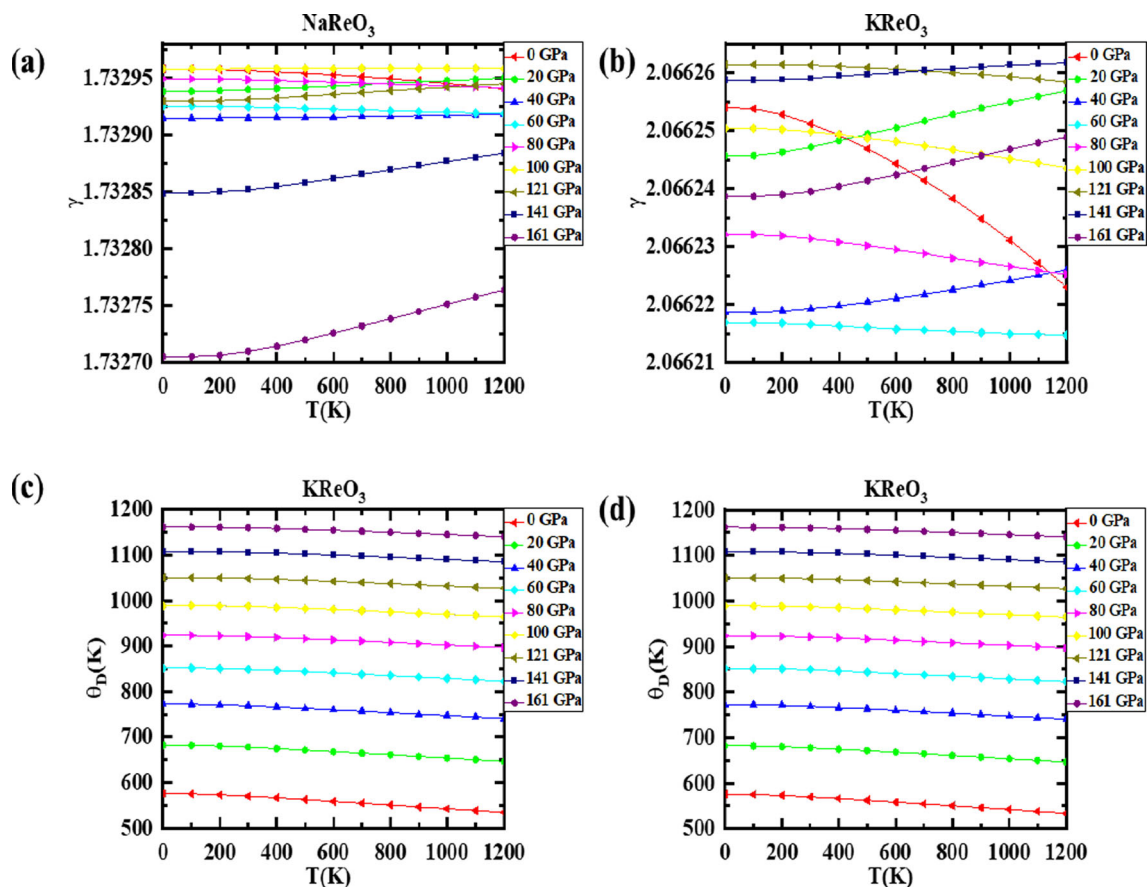 NaReO3
(a)
γ
1.73295
1.73290
1.73285
1.73280
1.73275
1.73270
0 200 400 600 800 1000 1200
T(K)
0 GPa
20 GPa
40 GPa
60 GPa
80 GPa
100 GPa
121 GPa
141 GPa
161 GPa
KReO3
(b)
γ
2.06626
2.06625
2.06624
2.06623
2.06622
2.06621
0 200 400 600 800 1000 1200
T(K)
0 GPa
20 GPa
40 GPa
60 GPa
80 GPa
100 GPa
121 GPa
141 GPa
161 GPa
(c)
KReO3
θD(K)
1200
1100
1000
900
800
700
600
500
0 200 400 600 800 1000 1200
T(K)
0 GPa
20 GPa
40 GPa
60 GPa
80 GPa
100 GPa
121 GPa
141 GPa
161 GPa
(d)
KReO3
θD(K)
1200
1100
1000
900
800
700
600
500
0 200 400 600 800 1000 1200
T(K)
0 GPa
20 GPa
40 GPa
60 GPa
80 GPa
100 GPa
121 GPa
141 GPa
161 GPa